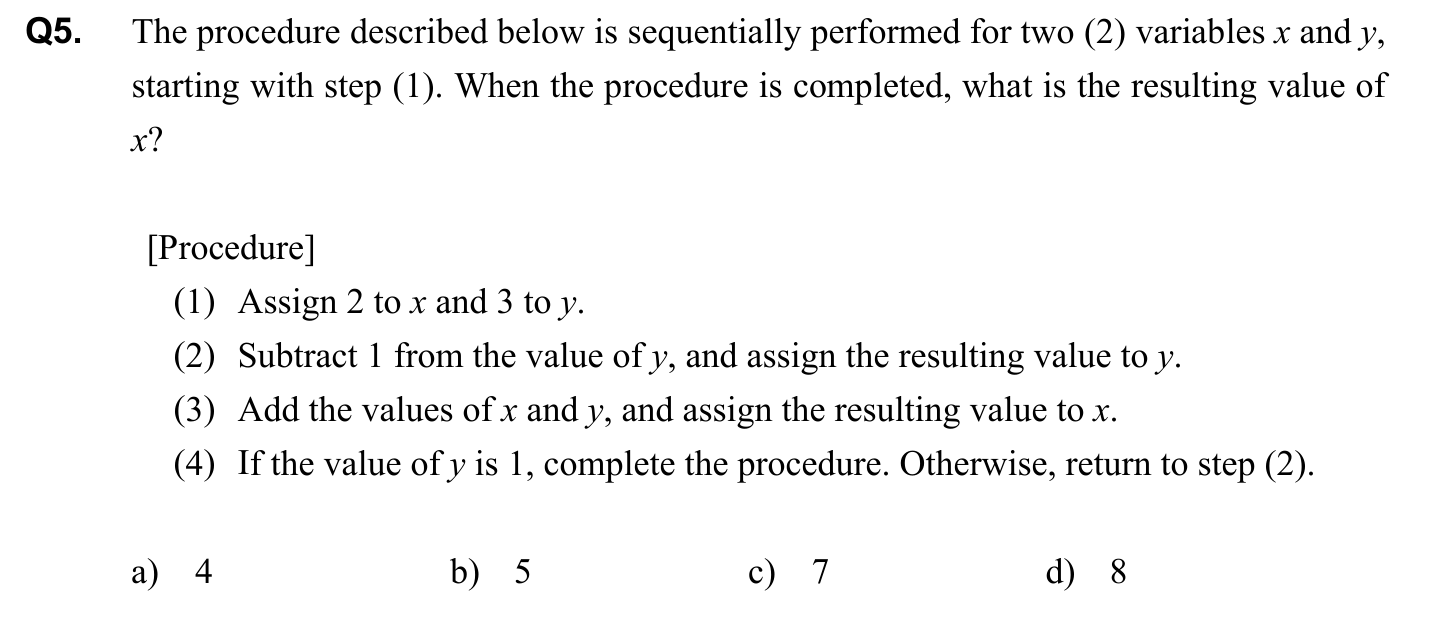 Q5. The procedure described below is sequentially performed for two (2) variables x and y,
starting with step (1). When the procedure is completed, what is the resulting value of
x?
[Procedure]
(1) Assign 2 to x and 3 to y.
(2) Subtract 1 from the value of y, and assign the resulting value to y.
(3) Add the values of x and y, and assign the resulting value to x.
(4) If the value of y is 1, complete the procedure. Otherwise, return to step (2).
a) 4 b) 5 c) 7 d) 8